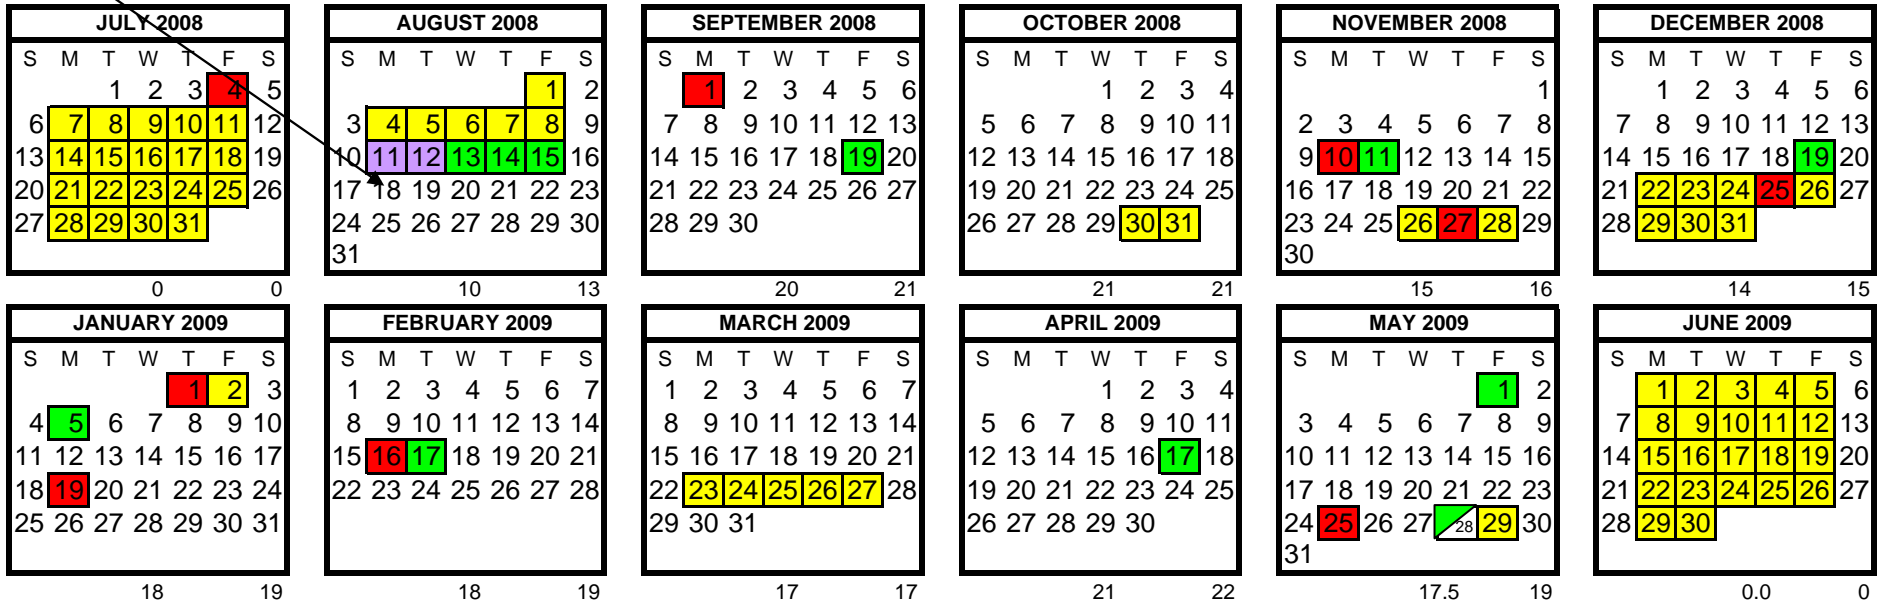 JULY 2008
S M T W T F S
1 2 3 4 5
6 7 8 9 10 11 12
13 14 15 16 17 18 19
20 21 22 23 24 25 26
27 28 29 30 31
0 0
AUGUST 2008
S M T W T F S
1 2
3 4 5 6 7 8 9
10 11 12 13 14 15 16
17 18 19 20 21 22 23
24 25 26 27 28 29 30
31
10 13
SEPTEMBER 2008
S M T W T F S
1 2 3 4 5 6
7 8 9 10 11 12 13
14 15 16 17 18 19 20
21 22 23 24 25 26 27
28 29 30
20 21
OCTOBER 2008
S M T W T F S
1 2 3 4
5 6 7 8 9 10 11
12 13 14 15 16 17 18
19 20 21 22 23 24 25
26 27 28 29 30 31
21 21
NOVEMBER 2008
S M T W T F S
1
2 3 4 5 6 7 8
9 10 11 12 13 14 15
16 17 18 19 20 21 22
23 24 25 26 27 28 29
30
15 16
DECEMBER 2008
S M T W T F S
1 2 3 4 5 6
7 8 9 10 11 12 13
14 15 16 17 18 19 20
21 22 23 24 25 26 27
28 29 30 31
14 15
JANUARY 2009
S M T W T F S
1 2 3
4 5 6 7 8 9 10
11 12 13 14 15 16 17
18 19 20 21 22 23 24
25 26 27 28 29 30 31
18 19
FEBRUARY 2009
S M T W T F S
1 2 3 4 5 6 7
8 9 10 11 12 13 14
15 16 17 18 19 20 21
22 23 24 25 26 27 28
18 19
MARCH 2009
S M T W T F S
1 2 3 4 5 6 7
8 9 10 11 12 13 14
15 16 17 18 19 20 21
22 23 24 25 26 27 28
29 30 31
17 17
APRIL 2009
S M T W T F S
1 2 3 4
5 6 7 8 9 10 11
12 13 14 15 16 17 18
19 20 21 22 23 24 25
26 27 28 29 30
21 22
MAY 2009
S M T W T F S
1 2
3 4 5 6 7 8 9
10 11 12 13 14 15 16
17 18 19 20 21 22 23
24 25 26 27 28 29 30
31
17.5 19
JUNE 2009
S M T W T F S
1 2 3 4 5 6
7 8 9 10 11 12 13
14 15 16 17 18 19 20
21 22 23 24 25 26 27
28 29 30
0.0 0